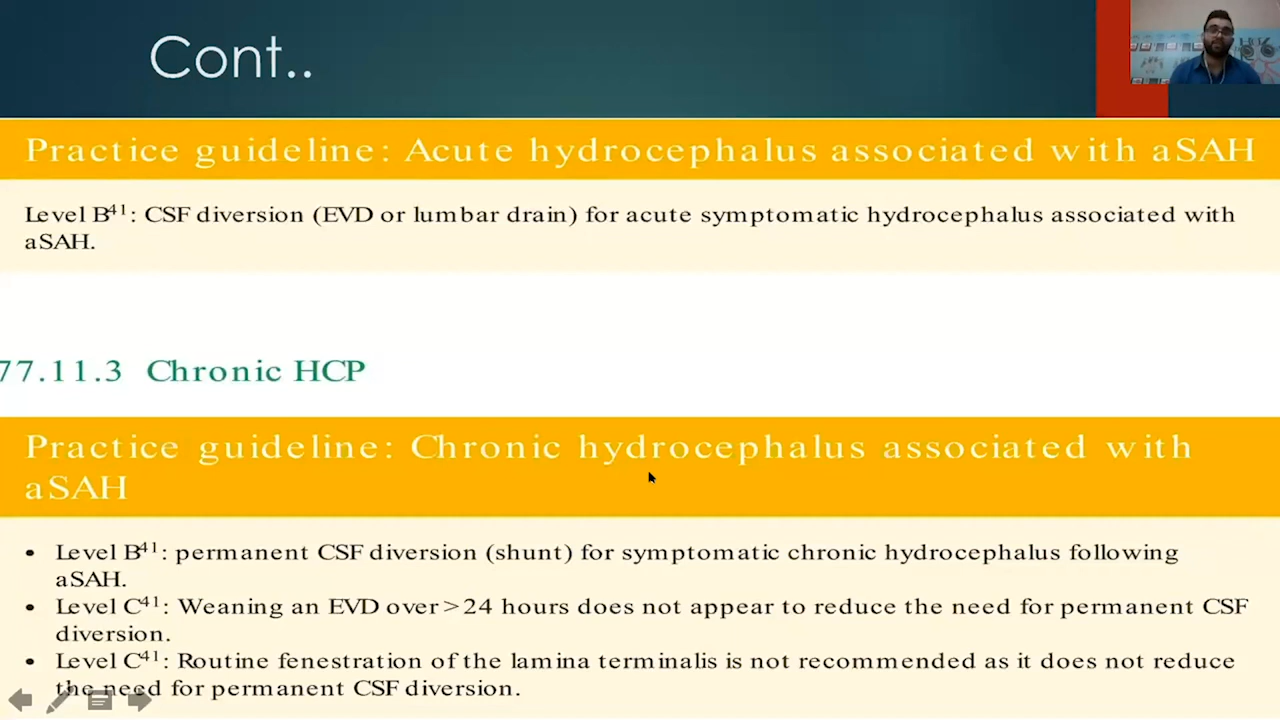 Cont..
Practice guideline: Acute hydrocephalus associated with aSAH
Level B41: CSF diversion (EVD or lumbar drain) for acute symptomatic hydrocephalus associated with
aSAH.
77.11.3 Chronic HCP
Practice guideline: Chronic hydrocephalus associated with
aSAH
• Level B41: permanent CSF diversion (shunt) for symptomatic chronic hydrocephalus following
aSAH.
• Level C41: Weaning an EVD over > 24 hours does not appear to reduce the need for permanent CSF
diversion.
• Level C41: Routine fenestration of the lamina terminalis is not recommended as it does not reduce
the need for permanent CSF diversion.